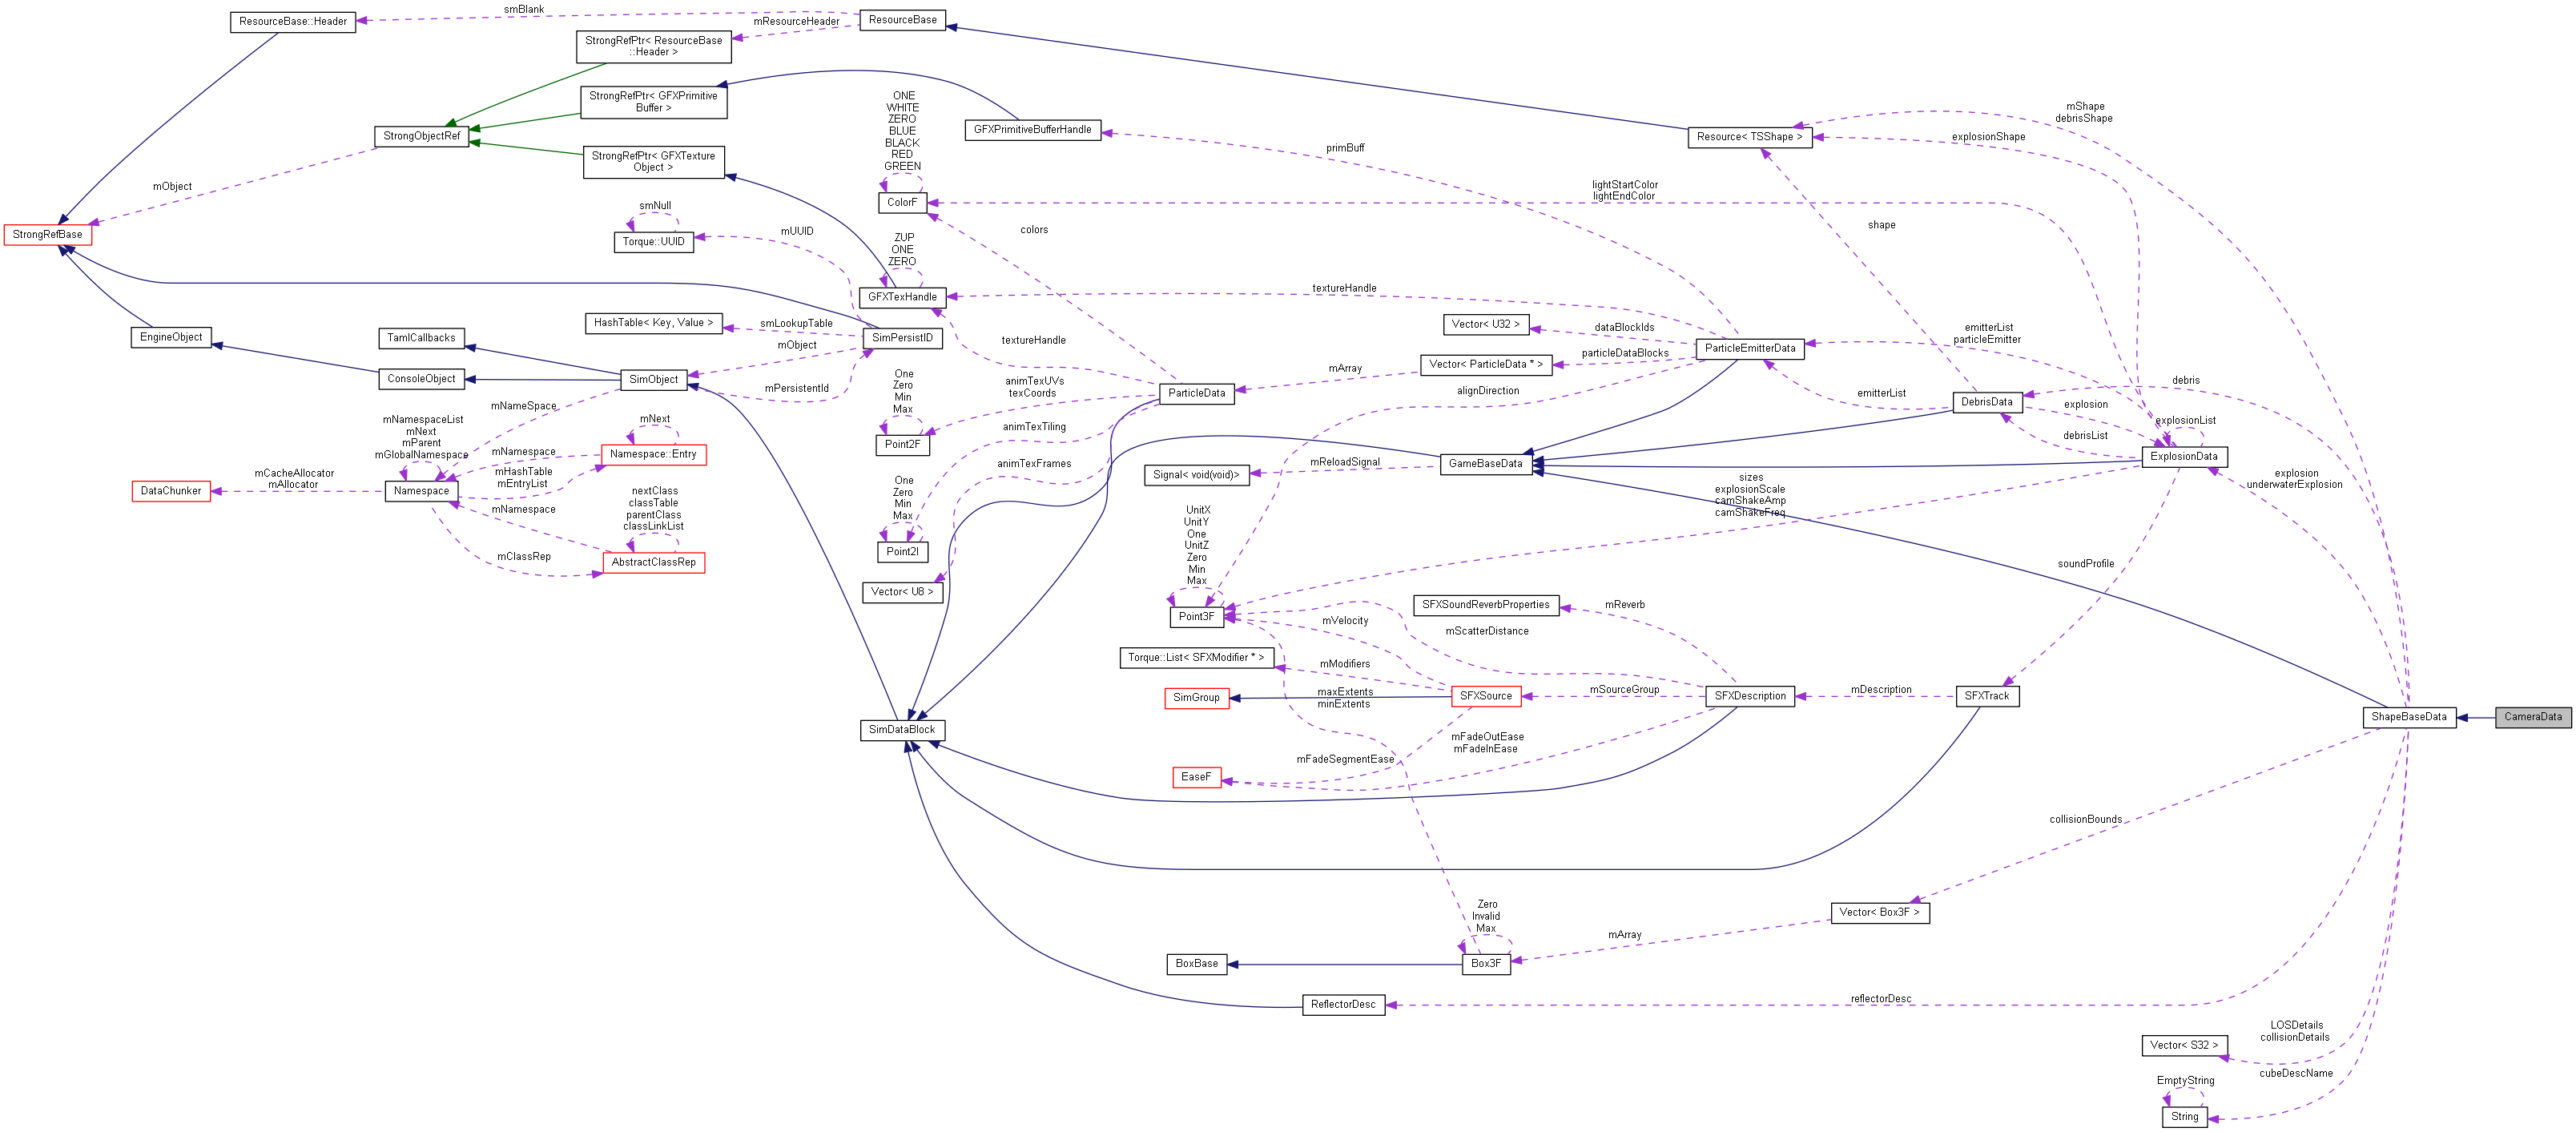 ResourceBase::Header
smBlank
mResourceHeader
ResourceBase
StrongRefPtr< ResourceBase
::Header >
StrongRefPtr< GFXPrimitive
Buffer >
StrongObjectRef
StrongRefPtr< GFXTexture
Object >
mObject
StrongRefBase
ONE
WHITE
ZERO
BLUE
BLACK
RED
GREEN
ColorF
GFXPrimitiveBufferHandle
primBuff
Resource< TSShape >
mShape
debrisShape
explosionShape
lightStartColor
lightEndColor
smNull
Torque::UUID
mUUID
ZUP
ONE
ZERO
GFXTexHandle
colors
shape
textureHandle
EngineObject
TamlCallbacks
ConsoleObject
HashTable< Key, Value >
smLookupTable
SimPersistID
mObject
SimObject
mPersistentId
textureHandle
Vector< U32 >
dataBlockIds
ParticleEmitterData
emitterList
particleEmitter
particleDataBlocks
Vector< ParticleData * >
mArray
alignDirection
mNameSpace
mNamespaceList
mNext
mParent
mGlobalNamespace
mNext
Namespace::Entry
mNamespace
mHashTable
mEntryList
mCacheAllocator
mAllocator
DataChunker
Namespace
mNamespace
nextClass
classTable
parentClass
classLinkList
mClassRep
AbstractClassRep
One
Zero
Min
Max
Point2F
animTexUVs
texCoords
ParticleData
animTexTiling
animTexFrames
One
Zero
Min
Max
Point2I
Vector< U8 >
emitterList
DebrisData
debris
explosion
explosionList
debrisList
ExplosionData
Signal< void(void)>
mReloadSignal
GameBaseData
sizes
explosionScale
camShakeAmp
camShakeFreq
explosion
underwaterExplosion
UnitX
UnitY
One
UnitZ
Zero
Min
Max
Point3F
soundProfile
SFXSoundReverbProperties
mReverb
mVelocity
mScatterDistance
Torque::List< SFXModifier * >
mModifiers
SimGroup
maxExtents
minExtents
SFXSource
mSourceGroup
SFXDescription
mDescription
SFXTrack
ShapeBaseData
CameraData
SimDataBlock
mFadeOutEase
mFadeInEase
mFadeSegmentEase
EaseF
collisionBounds
Vector< Box3F >
mArray
Zero
Invalid
Max
BoxBase
Box3F
ReflectorDesc
reflectorDesc
LOSDetails
collisionDetails
Vector< S32 >
cubeDescName
EmptyString
String